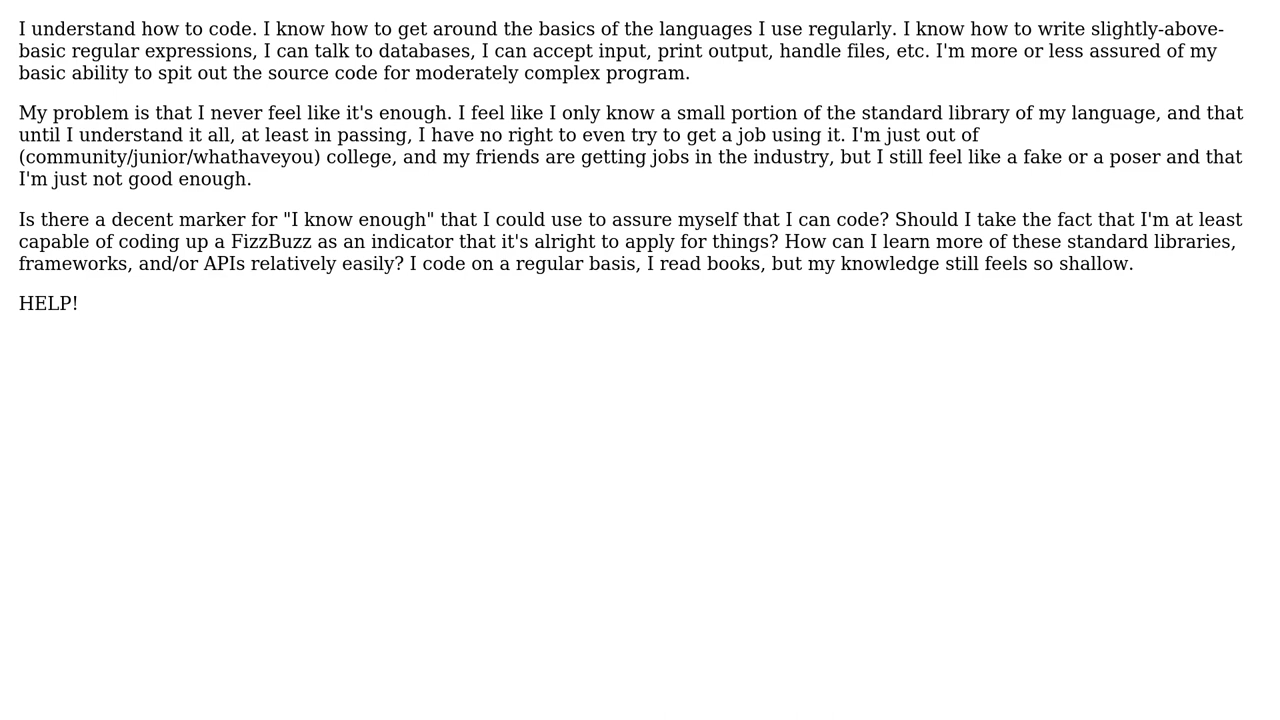 I understand how to code. I know how to get around the basics of the languages I use regularly. I know how to write slightly-above-
basic regular expressions, I can talk to databases, I can accept input, print output, handle files, etc. I'm more or less assured of my
basic ability to spit out the source code for moderately complex program.
My problem is that I never feel like it's enough. I feel like I only know a small portion of the standard library of my language, and that
until I understand it all, at least in passing, I have no right to even try to get a job using it. I'm just out of
(community/junior/whathaveyou) college, and my friends are getting jobs in the industry, but I still feel like a fake or a poser and that
I'm just not good enough.
Is there a decent marker for "I know enough" that I could use to assure myself that I can code? Should I take the fact that I'm at least
capable of coding up a FizzBuzz as an indicator that it's alright to apply for things? How can I learn more of these standard libraries,
frameworks, and/or APIs relatively easily? I code on a regular basis, I read books, but my knowledge still feels so shallow.
HELP!